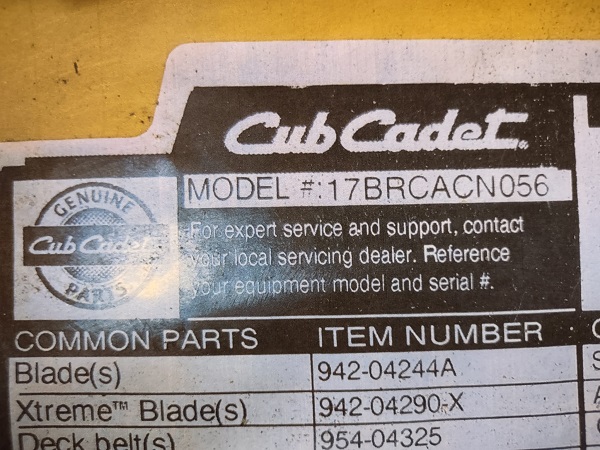 Cub Cadet
MODEL #:17BRCACN056
GENUINE
Cub Cadet
PARTS
For expert service and support, contact
your local servicing dealer. Reference
your equipment model and serial #.
COMMON PARTS ITEM NUMBER
Blade(s) 942-04244A
Xtreme™ Blade(s) 942-04290-X
Deck belt(s) 954-04325